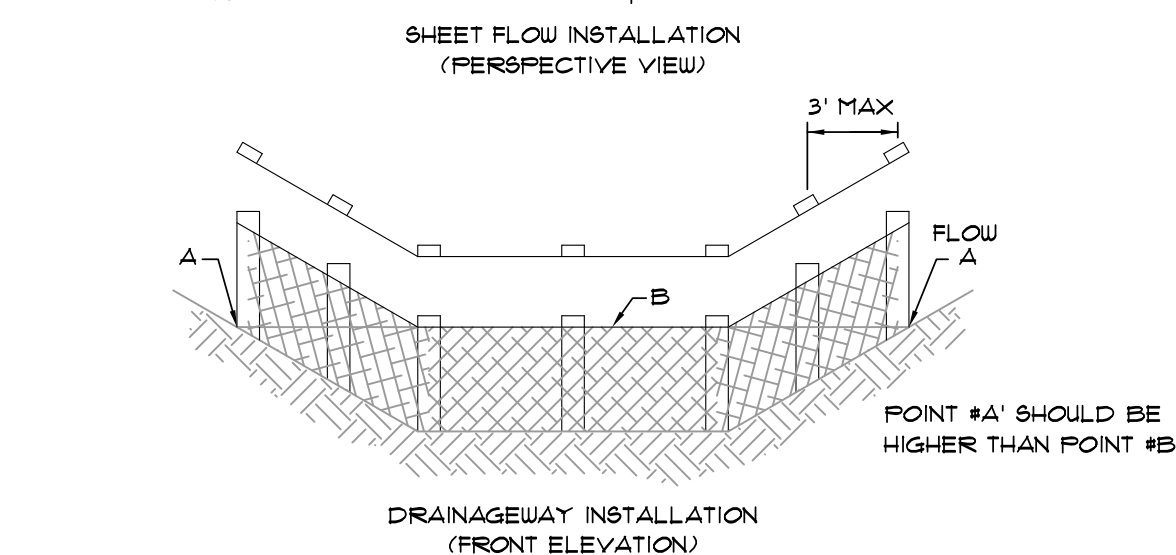 SHEET FLOW INSTALLATION
(PERSPECTIVE VIEW)
3' MAX
FLOW
A
A
B
POINT #A' SHOULD BE
HIGHER THAN POINT #B
DRAINAGEWAY INSTALLATION
(FRONT ELEVATION)